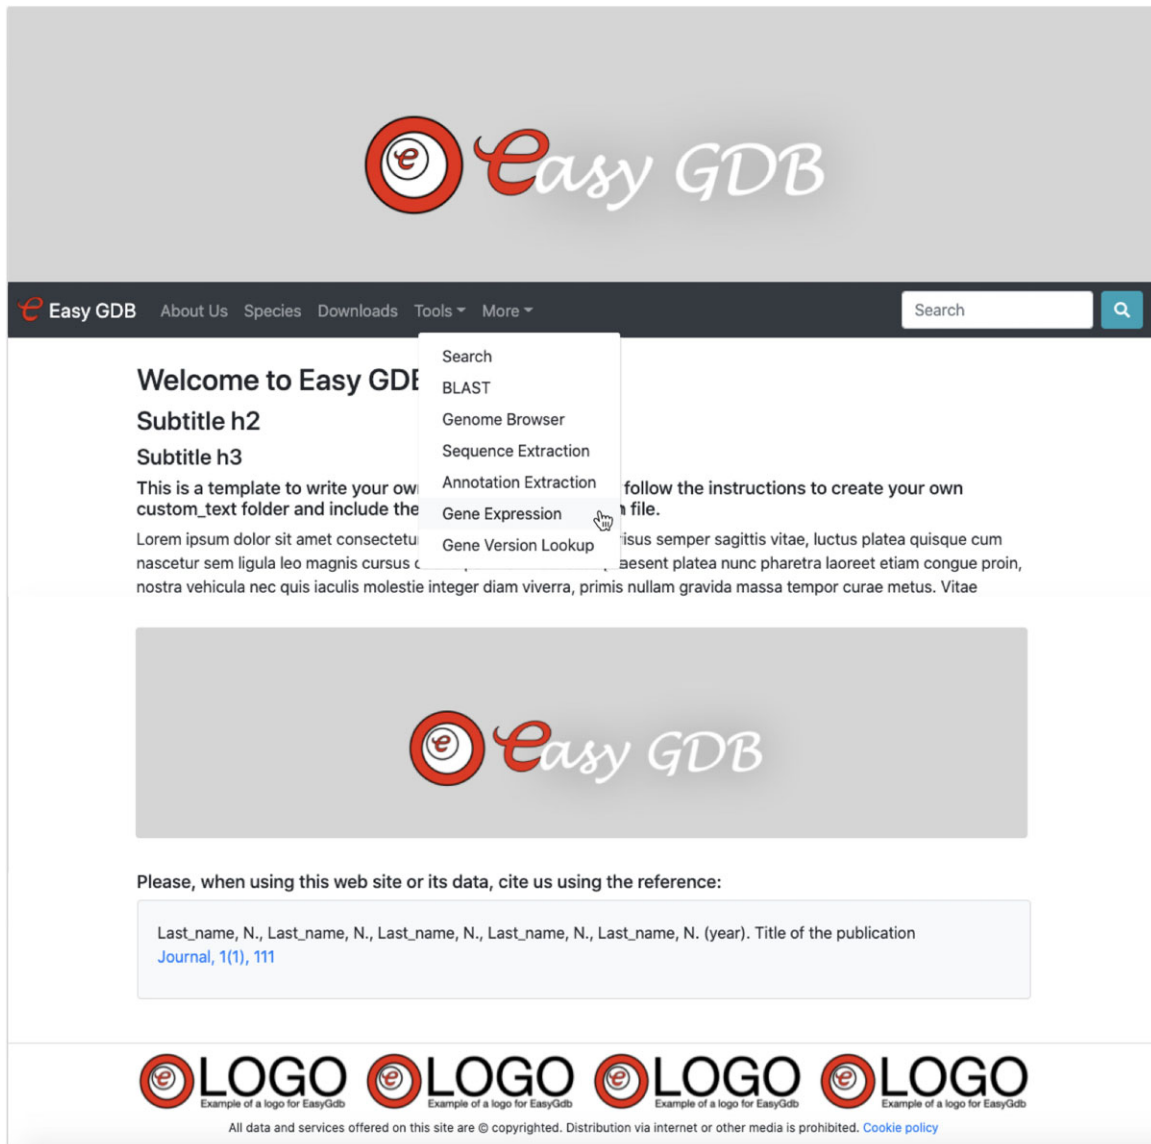 easy GDB
Easy GDB About Us Species Downloads Tools More Search
Search
BLAST
Genome Browser
Sequence Extraction
Annotation Extraction
Gene Expression
Gene Version Lookup
Welcome to Easy GDB
Subtitle h2
Subtitle h3
This is a template to write your own follow the instructions to create your own
custom_text folder and include the file.
Lorem ipsum dolor sit amet consectetur risus semper sagittis vitae, luctus platea quisque cum
nascetur sem ligula leo magnis cursus platea nunc pharetra laoreet etiam congue proin,
nostra vehicula nec quis iaculis molestie integer diam viverra, primis nullam gravida massa tempor curae metus. Vitae
easy GDB
Please, when using this web site or its data, cite us using the reference:
Last_name, N., Last_name, N., Last_name, N., Last_name, N., Last_name, N. (year). Title of the publication
Journal, 1(1), 111
e LOGO e LOGO e LOGO e LOGO
Example of a logo for EasyGdb Example of a logo for EasyGdb Example of a logo for EasyGdb Example of a logo for EasyGdb
All data and services offered on this site are © copyrighted. Distribution via internet or other media is prohibited. Cookie policy